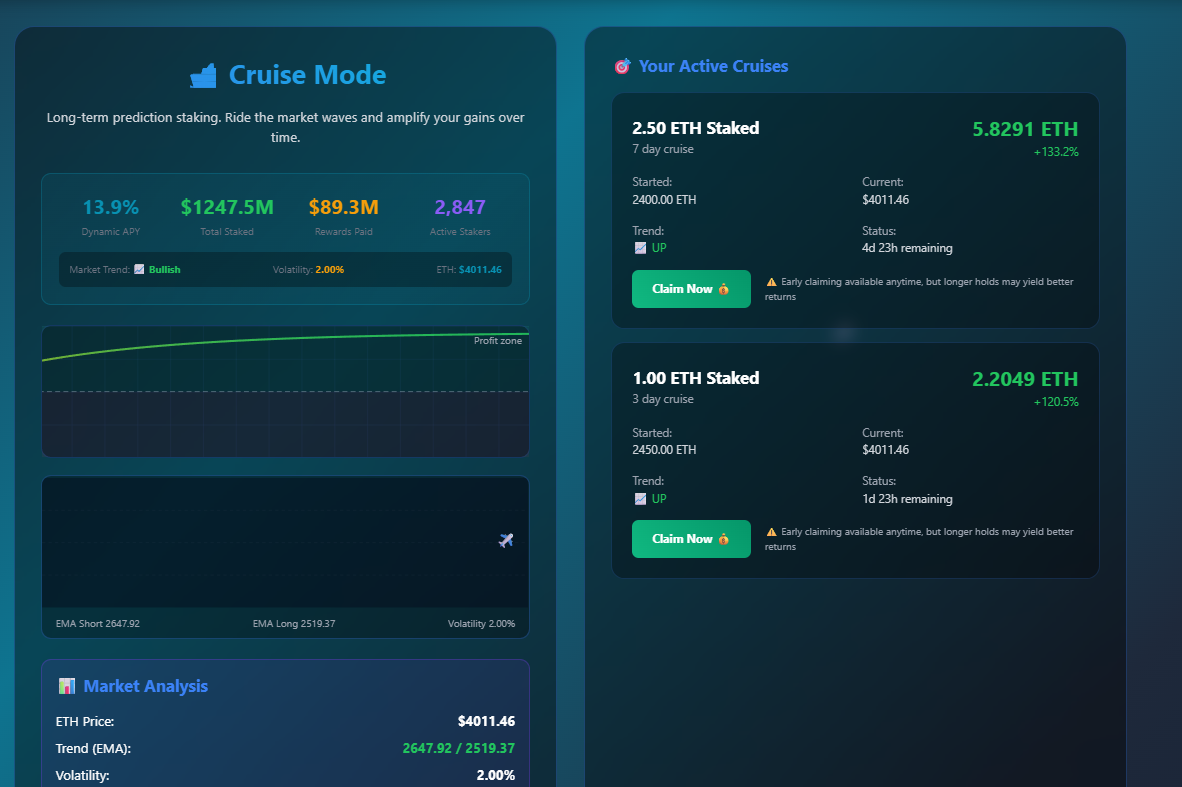 Cruise Mode
Long-term prediction staking. Ride the market waves and amplify your gains over
time.
13.9%
Dynamic APY
$1247.5M
Total Staked
$89.3M
Rewards Paid
2,847
Active Stakers
Market Trend: 📈 Bullish
Volatility: 2.00%
ETH: $4011.46
Profit zone
EMA Short 2647.92
EMA Long 2519.37
Volatility 2.00%
📊 Market Analysis
ETH Price: $4011.46
Trend (EMA): 2647.92 / 2519.37
Volatility: 2.00%
🎯 Your Active Cruises
2.50 ETH Staked
7 day cruise
5.8291 ETH
+133.2%
Started:
2400.00 ETH
Current:
$4011.46
Trend:
📈 UP
Status:
4d 23h remaining
Claim Now 💰
⚠️ Early claiming available anytime, but longer holds may yield better
returns
1.00 ETH Staked
3 day cruise
2.2049 ETH
+120.5%
Started:
2450.00 ETH
Current:
$4011.46
Trend:
📈 UP
Status:
1d 23h remaining
Claim Now 💰
⚠️ Early claiming available anytime, but longer holds may yield better
returns